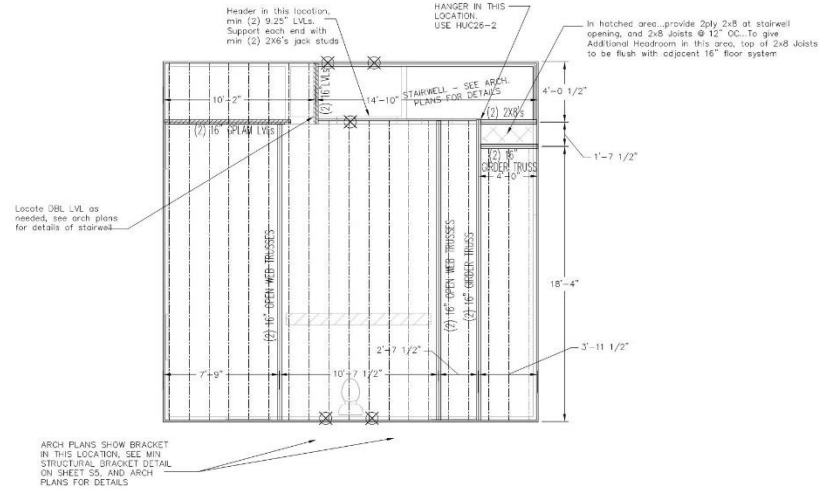 Header in this location,
min (2) 9.25" LVLs.
Support each end with
min (2) 2X6's jack studs
HANGER IN THIS
LOCATION,
USE HUC26-2
In hatched area...provide 2ply 2x8 at stairwell
opening, and 2x8 Joists @ 12" OC...To give
Additional Headroom in this area, top of 2x8 Joists
to be flush with adjacent 16" floor system
10'-2"
(2) 16" LVLs
14'-10"
STAIRWELL - SEE ARCH.
PLANS FOR DETAILS
4'-0 1/2"
(2) 2X8's
(2) 16" GPLAM LVLs
1'-7 1/2"
(2) 16"
GIRDER TRUSS
4'-0"
Locate DBL LVL as
needed, see arch plans
for details of stairwell
(2) 16" OPEN WEB TRUSSES
(2) 16" OPEN WEB TRUSSES
(2) 16" GIRDER TRUSS
18'-4"
2'-7 1/2"
3'-11 1/2"
7'-9"
10'-7 1/2"
ARCH PLANS SHOW BRACKET
IN THIS LOCATION, SEE MIN
STRUCTURAL BRACKET DETAIL
ON SHEET S5, AND ARCH
PLANS FOR DETAILS